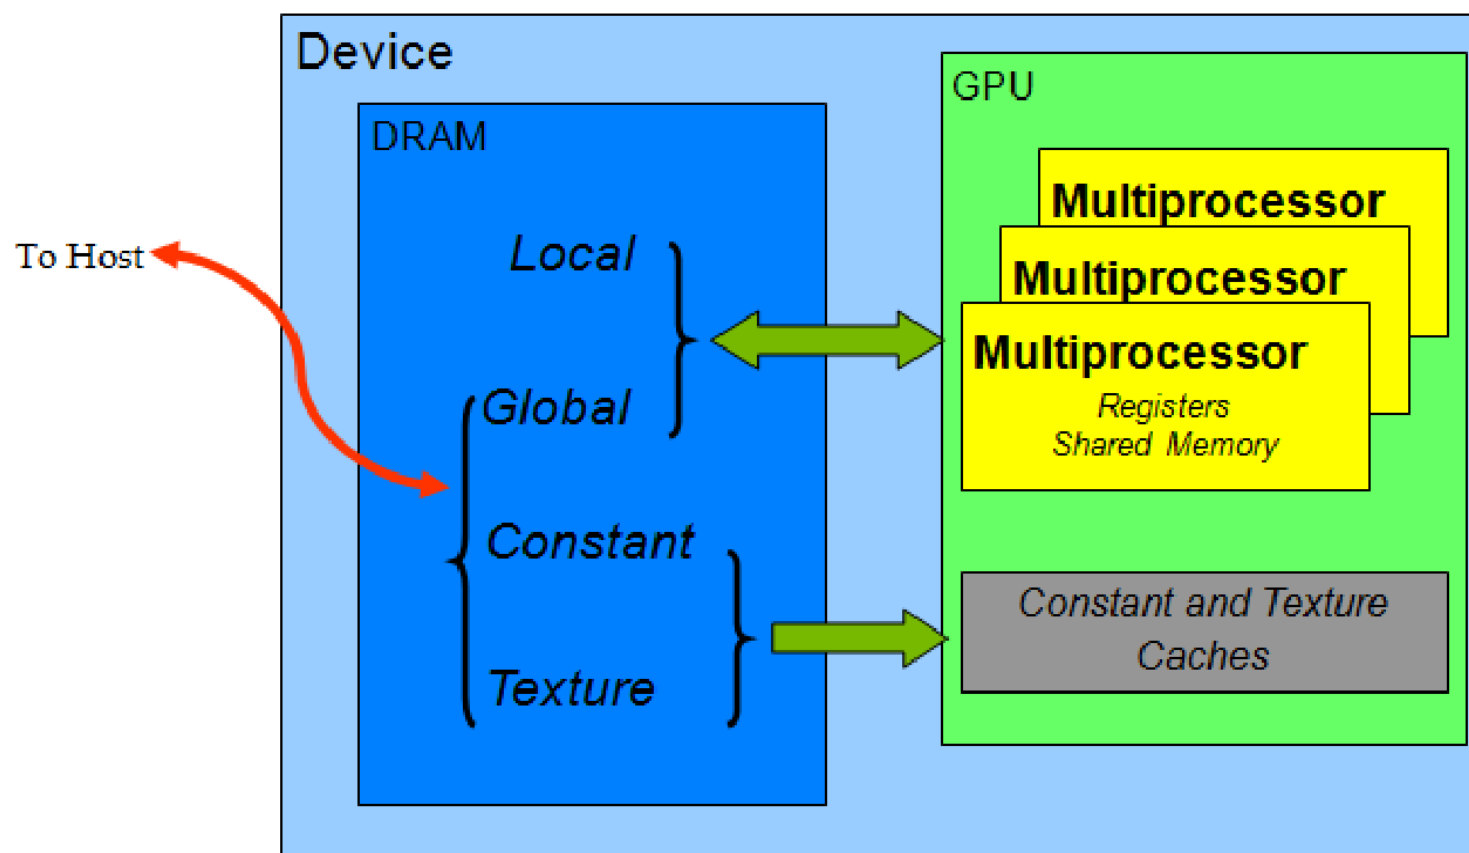 Device
GPU
DRAM
Multiprocessor
Multiprocessor
Multiprocessor
Registers
Shared Memory
To Host
Local
Global
Constant
Texture
Constant and Texture
Caches